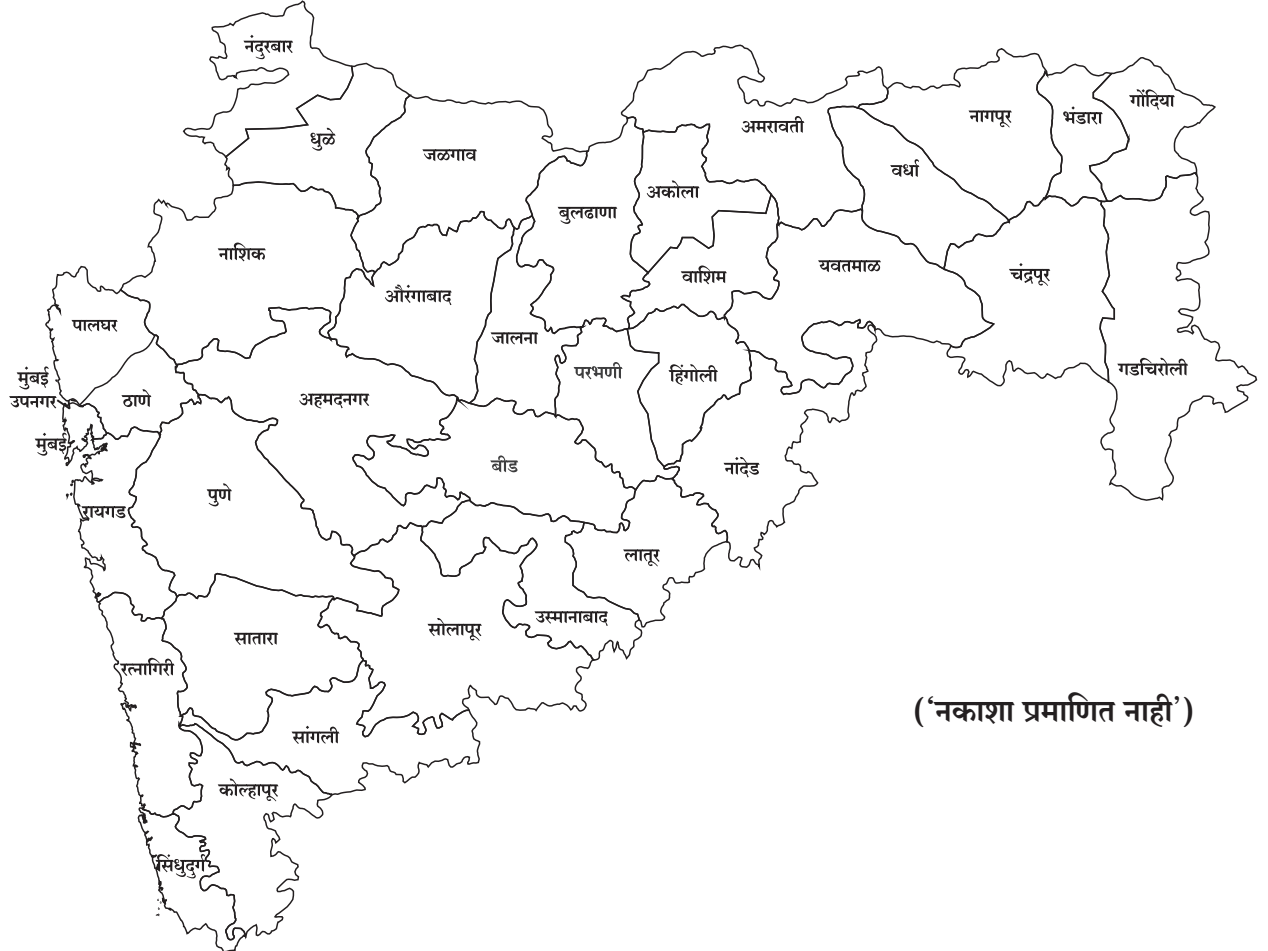 नंदुरबार
धुळे
जळगाव
अमरावती
नागपूर
भंडारा
गोंदिया
बुलढाणा
अकोला
वर्धा
नाशिक
औरंगाबाद
वाशिम
यवतमाळ
चंद्रपूर
पालघर
जालना
परभणी
हिंगोली
गडचिरोली
मुंबई
उपनगर
ठाणे
अहमदनगर
मुंबई
बीड
नांदेड
पुणे
रायगड
लातूर
उस्मानाबाद
सातारा
सोलापूर
रत्नागिरी
सांगली
कोल्हापूर
सिंधुदुर्ग
(‘नकाशा प्रमाणित नाही’)